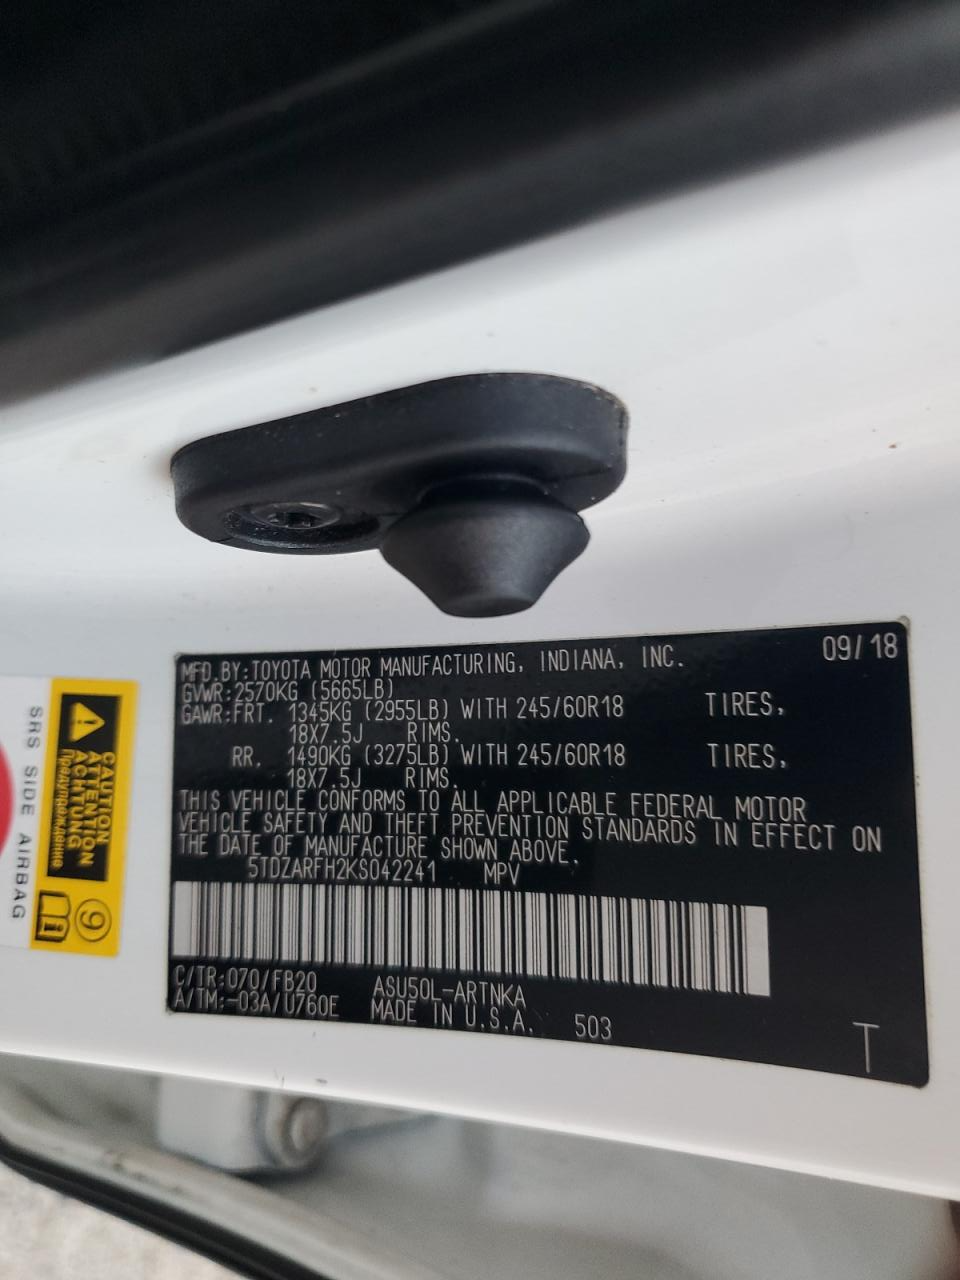 MFD.BY:TOYOTA MOTOR MANUFACTURING, INDIANA, INC. 09/18
GVWR:2570KG (5665LB)
GAWR:FRT. 1345KG (2955LB) WITH 245/60R18 TIRES,
18X7.5J RIMS.
RR. 1490KG (3275LB) WITH 245/60R18 TIRES,
18X7.5J RIMS.
THIS VEHICLE CONFORMS TO ALL APPLICABLE FEDERAL MOTOR
VEHICLE SAFETY AND THEFT PREVENTION STANDARDS IN EFFECT ON
THE DATE OF MANUFACTURE SHOWN ABOVE.
5TDZARFH2KS042241 MPV
C/TR:070/FB20 ASU50L-ARTNKA
A/TM:-03A/U760E MADE IN U.S.A. 503
T
CAUTION
ATTENTION
ACHTUNG
Предупреждение
9
SRS SIDE AIRBAG